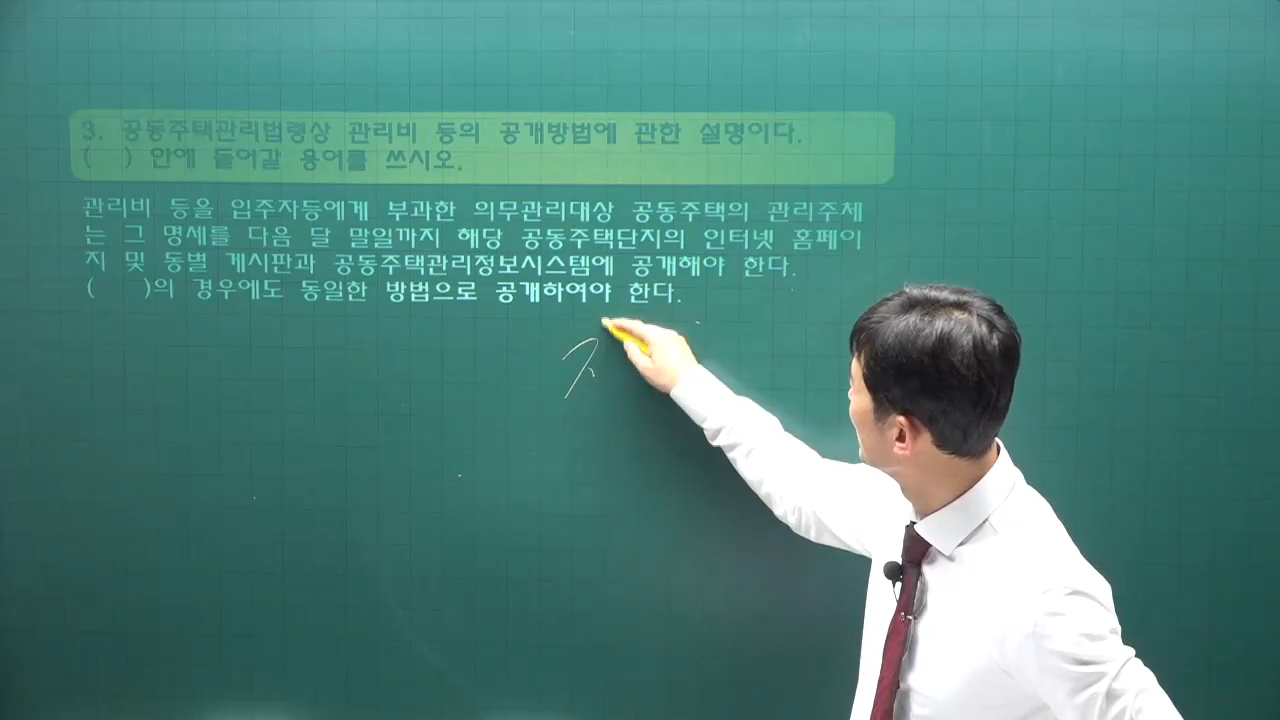 3. 공동주택관리법령상 관리비 등의 공개방법에 관한 설명이다.
( ) 안에 들어갈 용어를 쓰시오.
관리비 등을 입주자등에게 부과한 의무관리대상 공동주택의 관리주체
는 그 명세를 다음 달 말일까지 해당 공동주택단지의 인터넷 홈페이
지 및 동별 게시판과 공동주택관리정보시스템에 공개해야 한다.
( )의 경우에도 동일한 방법으로 공개하여야 한다.